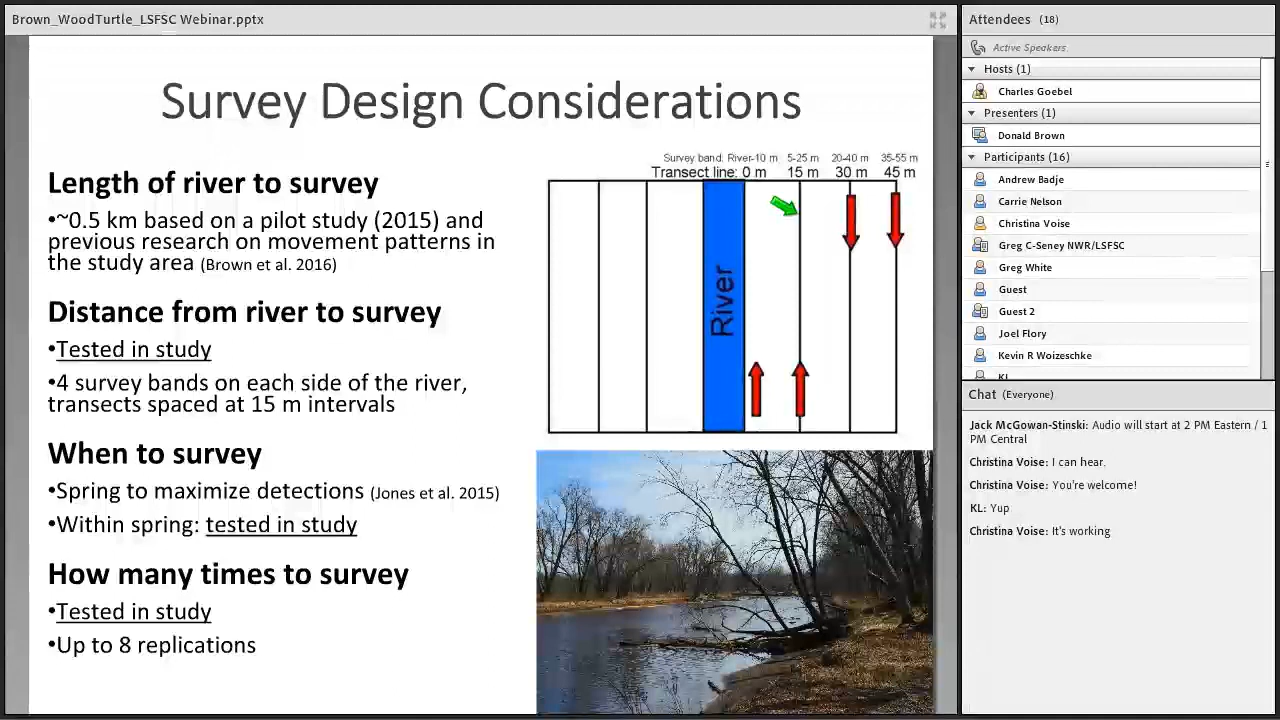 Brown_WoodTurtle_LSFSC Webinar.pptx
Survey Design Considerations
Length of river to survey
•~0.5 km based on a pilot study (2015) and
previous research on movement patterns in
the study area (Brown et al. 2016)
Distance from river to survey
•Tested in study
•4 survey bands on each side of the river,
transects spaced at 15 m intervals
When to survey
•Spring to maximize detections (Jones et al. 2015)
•Within spring: tested in study
How many times to survey
•Tested in study
•Up to 8 replications
Survey band: River-10 m 5-25 m 20-40 m 35-55 m
Transect line: 0 m 15 m 30 m 45 m
River
Attendees (18)
Active Speakers
Hosts (1)
Charles Goebel
Presenters (1)
Donald Brown
Participants (16)
Andrew Badje
Carrie Nelson
Christina Voise
Greg C-Seney NWR/LSFSC
Greg White
Guest
Guest 2
Joel Flory
Kevin R Woizeschke
KL
Chat (Everyone)
Jack McGowan-Stinski: Audio will start at 2 PM Eastern / 1
PM Central
Christina Voise: I can hear.
Christina Voise: You're welcome!
KL: Yup
Christina Voise: It's working